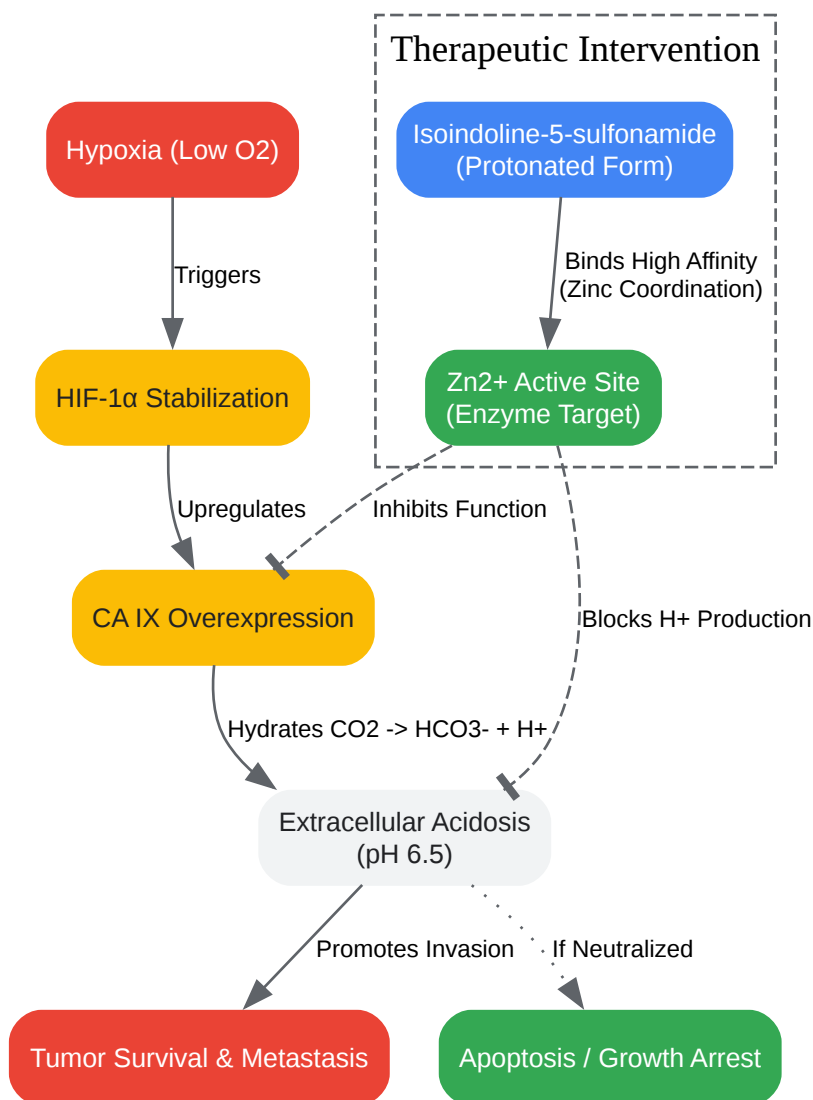 Therapeutic Intervention
Hypoxia (Low O2)
Isoindoline-5-sulfonamide
(Protonated Form)
Triggers
Binds High Affinity
(Zinc Coordination)
HIF-1α Stabilization
Zn2+ Active Site
(Enzyme Target)
Upregulates
Inhibits Function
CA IX Overexpression
Blocks H+ Production
Hydrates CO2 -> HCO3- + H+
Extracellular Acidosis
(pH 6.5)
Promotes Invasion
If Neutralized
Tumor Survival & Metastasis
Apoptosis / Growth Arrest